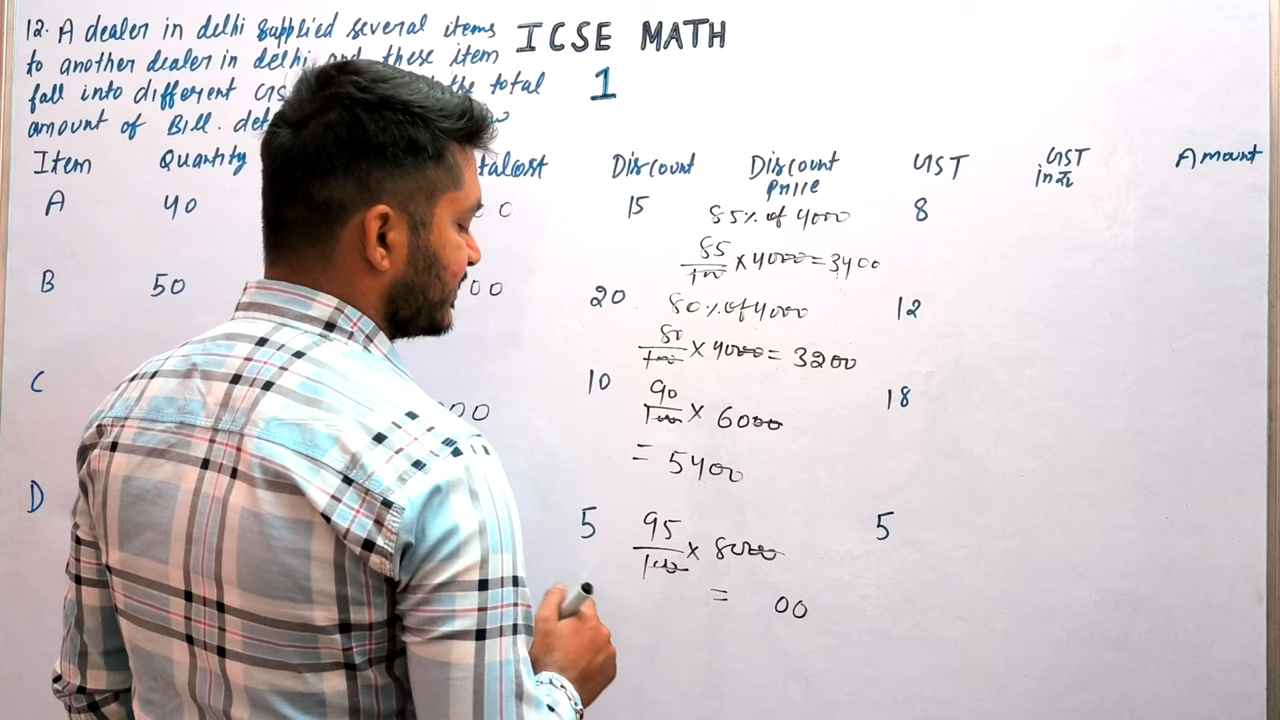 12. A dealer in delhi supplied several items
to another dealer in delhi and these item
fall into different the total
amount of Bill.
ICSE MATH
1
Item Quantity Discount Discount Price GST GST in ₹ Amount
A 40 15 85% of 4000 8
85/100 × 4000 = 3400
B 50 20 80% of 4000 12
80/100 × 4000 = 3200
C 10 90/100 × 6000 18
= 5400
D 5 95/100 × 8000 5
= 00